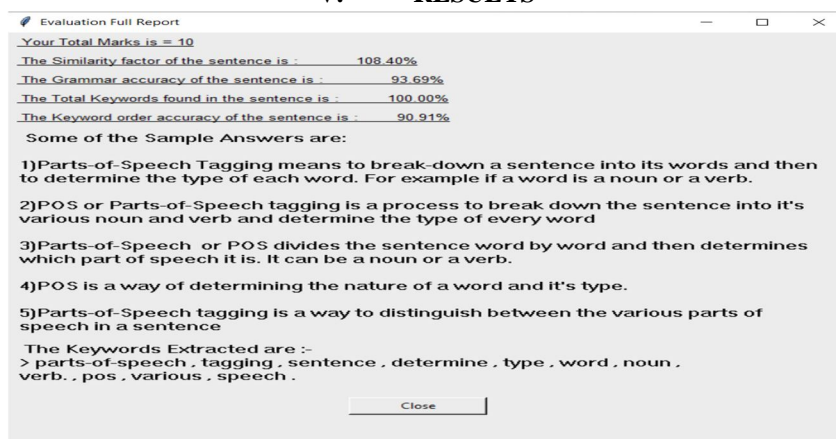 V. RESULTS
Evaluation Full Report
Your Total Marks is = 10
The Similarity factor of the sentence is : 108.40%
The Grammar accuracy of the sentence is : 93.69%
The Total Keywords found in the sentence is : 100.00%
The Keyword order accuracy of the sentence is : 90.91%
Some of the Sample Answers are:
1)Parts-of-Speech Tagging means to break-down a sentence into its words and then
to determine the type of each word. For example if a word is a noun or a verb.
2)POS or Parts-of-Speech tagging is a process to break down the sentence into it's
various noun and verb and determine the type of every word
3)Parts-of-Speech or POS divides the sentence word by word and then determines
which part of speech it is. It can be a noun or a verb.
4)POS is a way of determining the nature of a word and it's type.
5)Parts-of-Speech tagging is a way to distinguish between the various parts of
speech in a sentence
The Keywords Extracted are :-
> parts-of-speech , tagging , sentence , determine , type , word , noun ,
verb. , pos , various , speech .
Close